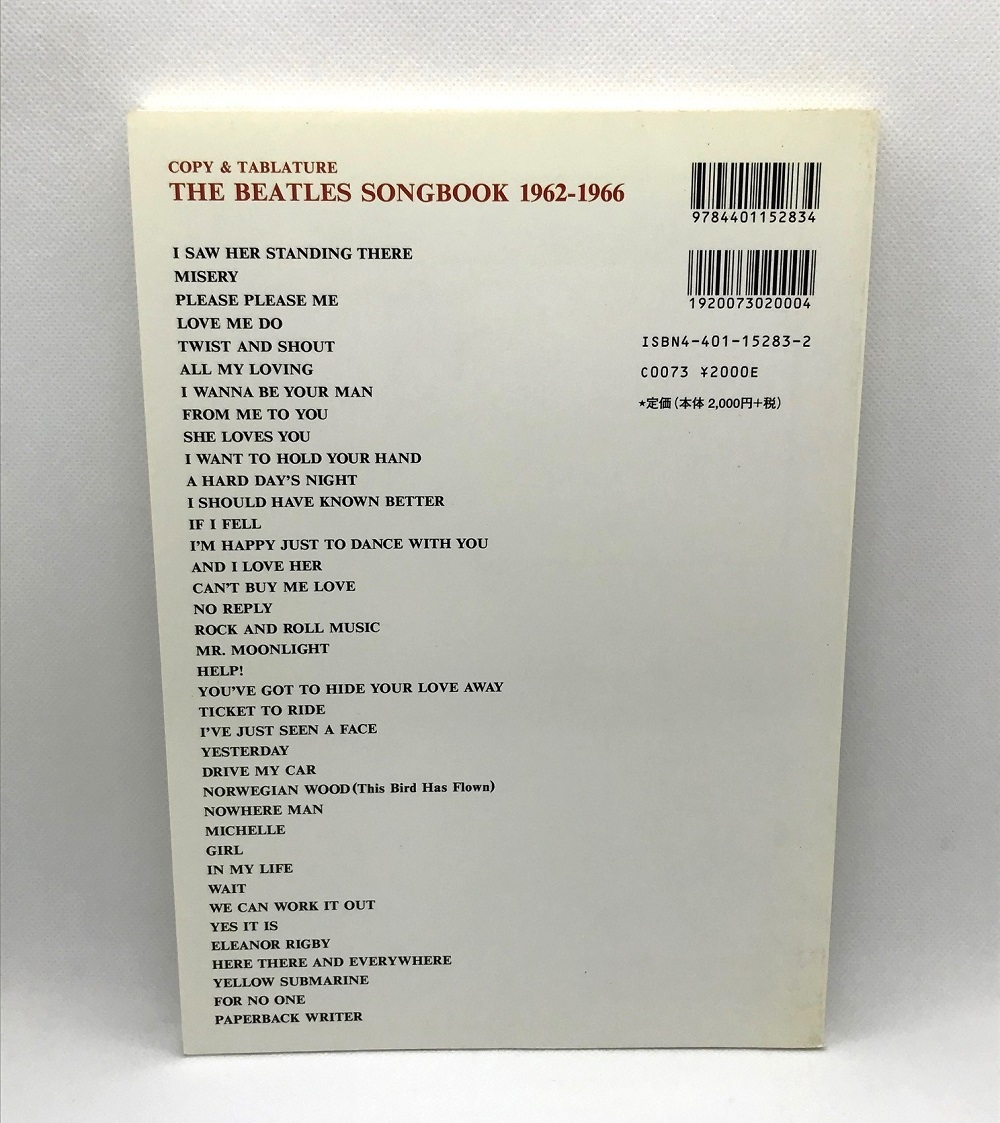 COPY & TABLATURE
THE BEATLES SONGBOOK 1962-1966
9784401152834
1920073020004
ISBN4-401-15283-2
C0073 ¥2000E
★定価(本体 2,000円+税)
I SAW HER STANDING THERE
MISERY
PLEASE PLEASE ME
LOVE ME DO
TWIST AND SHOUT
ALL MY LOVING
I WANNA BE YOUR MAN
FROM ME TO YOU
SHE LOVES YOU
I WANT TO HOLD YOUR HAND
A HARD DAY'S NIGHT
I SHOULD HAVE KNOWN BETTER
IF I FELL
I'M HAPPY JUST TO DANCE WITH YOU
AND I LOVE HER
CAN'T BUY ME LOVE
NO REPLY
ROCK AND ROLL MUSIC
MR. MOONLIGHT
HELP!
YOU'VE GOT TO HIDE YOUR LOVE AWAY
TICKET TO RIDE
I'VE JUST SEEN A FACE
YESTERDAY
DRIVE MY CAR
NORWEGIAN WOOD(This Bird Has Flown)
NOWHERE MAN
MICHELLE
GIRL
IN MY LIFE
WAIT
WE CAN WORK IT OUT
YES IT IS
ELEANOR RIGBY
HERE THERE AND EVERYWHERE
YELLOW SUBMARINE
FOR NO ONE
PAPERBACK WRITER